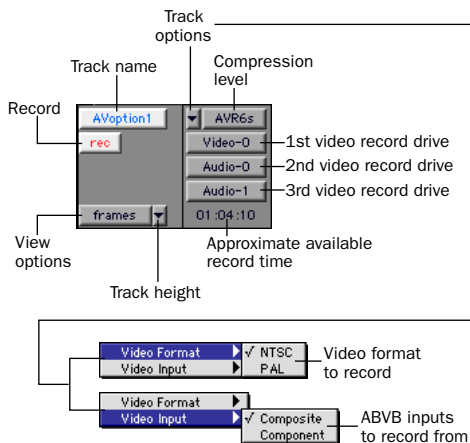 Track
options
Track name
Compression
level
Record
AVoption1
AVR6s
rec
Video-0
1st video record drive
Audio-0
2nd video record drive
Audio-1
3rd video record drive
frames
01:04:10
View
options
Approximate available
record time
Track height
Video Format
√ NTSC
Video Input
PAL
Video format
to record
Video Format
Video Input
√ Composite
Component
ABVB inputs
to record from